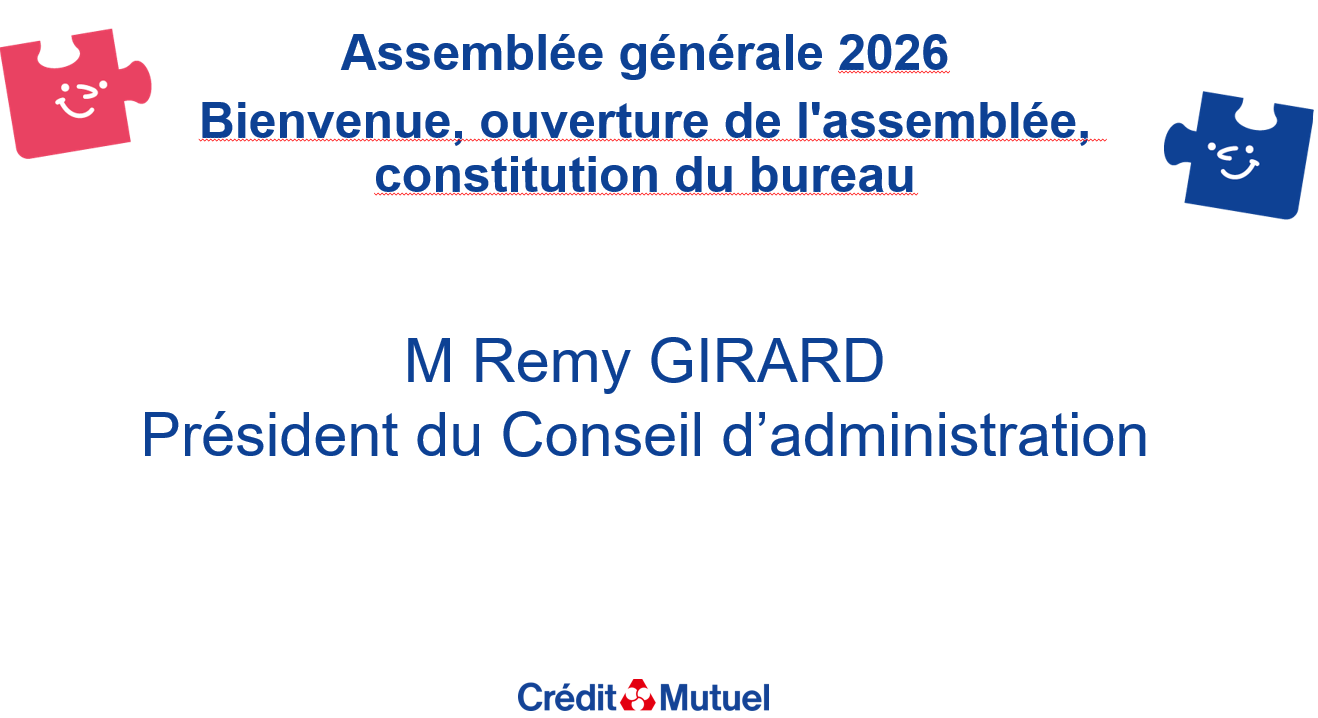 Assemblée générale 2026
Bienvenue, ouverture de l'assemblée,
constitution du bureau
M Remy GIRARD
Président du Conseil d’administration
Crédit Mutuel